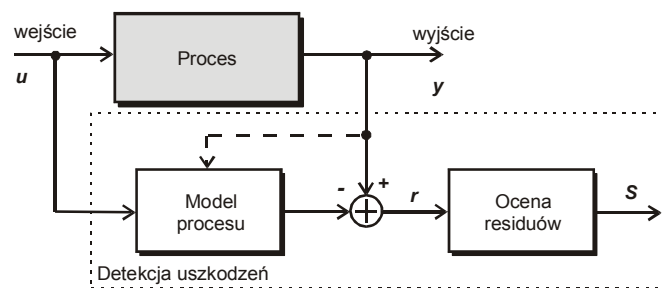 wejście
u
Proces
wyjście
y
Model
procesu
-
+
r
Ocena
residuów
S
Detekcja uszkodzeń